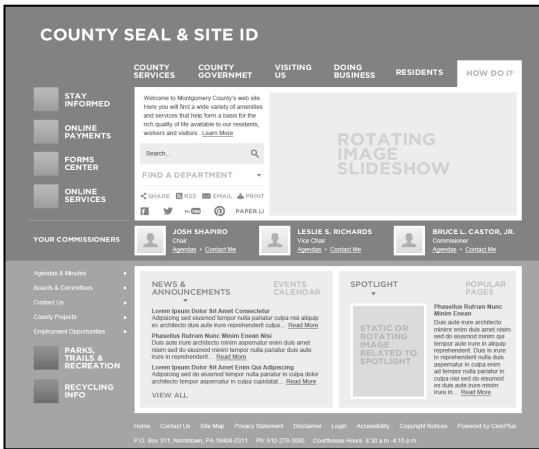 COUNTY SEAL & SITE ID
COUNTY SERVICES
COUNTY GOVERNMET
VISITING US
DOING BUSINESS
RESIDENTS
HOW DO I?
STAY INFORMED
ONLINE PAYMENTS
FORMS CENTER
ONLINE SERVICES
Welcome to Montgomery County's web site.
Here you will find a wide variety of amenities
and services that help form a basis for the
rich quality of life available to our residents,
workers and visitors. Learn More
Search...
FIND A DEPARTMENT
SHARE RSS EMAIL PRINT
You Tube PAPER.LI
ROTATING
IMAGE
SLIDESHOW
YOUR COMMISSIONERS
JOSH SHAPIRO
Chair
Agendas • Contact Me
LESLIE S. RICHARDS
Vice Chair
Agendas • Contact Me
BRUCE L. CASTOR, JR.
Commisioner
Agendas • Contact Me
Agendas & Minutes
Boards & Committees
Contact Us
County Projects
Employment Opportunities
PARKS,
TRAILS &
RECREATION
RECYCLING
INFO
NEWS &
ANNOUNCEMENTS
EVENTS
CALENDAR
Lorem Ipsum Dolor Sit Amet Consectetur
Adipisicing sed eiusmod tempor nulla pariatur culpa nisi aliquip
ex architecto duis aute irure reprehenderit culpa... Read More
Phasellus Rutrum Nunc Minim Enean Nisi
Duis aute irure architecto minim aspernatur enim duis amet
nisi sed do eiusmod minim tempor nulla pariatur duis aute
irure in reprehenderit... Read More
Lorem Ipsum Dolor Sit Amet Enim Qui Adipiscing
Adipisicing sed do eiusmod tempor nulla pariatur in culpa dolor
architecto tempor aspernatur in culpa cupidatat... Read More
VIEW ALL
SPOTLIGHT
POPULAR
PAGES
STATIC OR
ROTATING
IMAGE
RELATED TO
SPOTLIGHT
Phasellus Rutrum Nunc
Minim Enean
Duis aute irure architecto
minim enim duis amet nisim
sed do eiusmod minim qui
tempor aute irure in aliquip
reprehenderit. Duis in irure
in reprehenderit nulla duis
aspernatur in culpa enim
ad tempor nulla pariatur in
culpa nisi sed do eisumod
es duis aute irure minim
irure in... Read More
Home Contact Us Site Map Privacy Statement Disclaimer Login Accessibility Copyright Notices Powered by CivicPlus
P.O. Box 311, Norristown, PA 19404-0311 Ph: 610-278-3000 Courthouse Hours 8:30 a.m.-4:15 p.m.